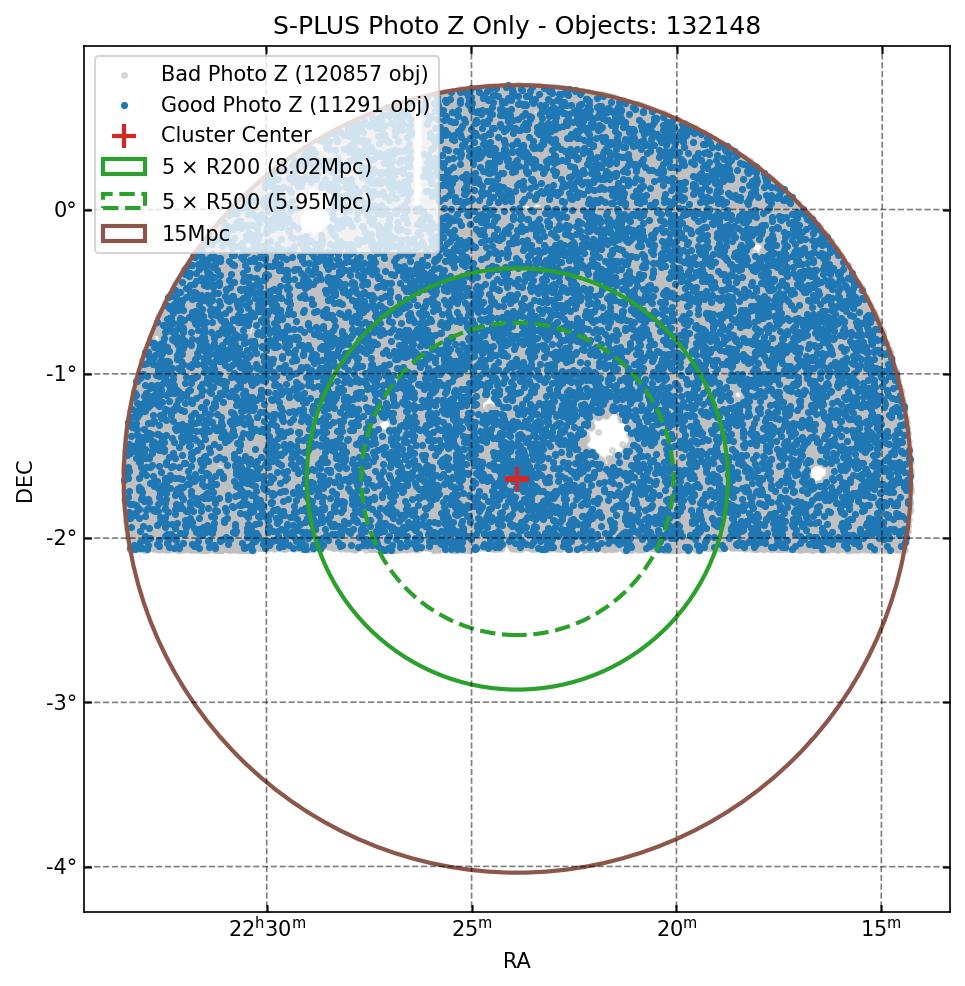 S-PLUS Photo Z Only - Objects: 132148
Bad Photo Z (120857 obj)
Good Photo Z (11291 obj)
Cluster Center
5 × R200 (8.02Mpc)
5 × R500 (5.95Mpc)
15Mpc
0°
-1°
-2°
-3°
-4°
DEC
22ʰ30ᵐ
25ᵐ
20ᵐ
15ᵐ
RA